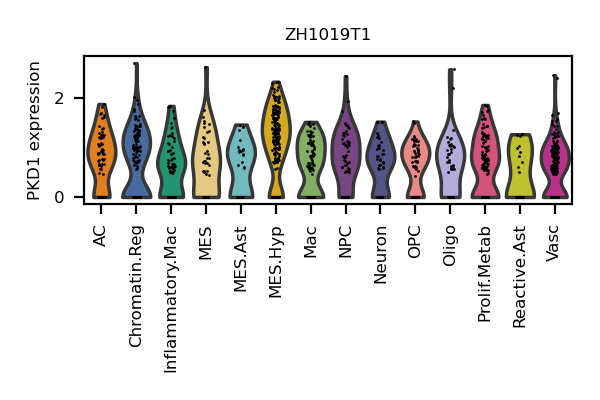 ZH1019T1
PKD1 expression
2
0
AC
Chromatin.Reg
Inflammatory.Mac
MES
MES.Ast
MES.Hyp
Mac
NPC
Neuron
OPC
Oligo
Prolif.Metab
Reactive.Ast
Vasc